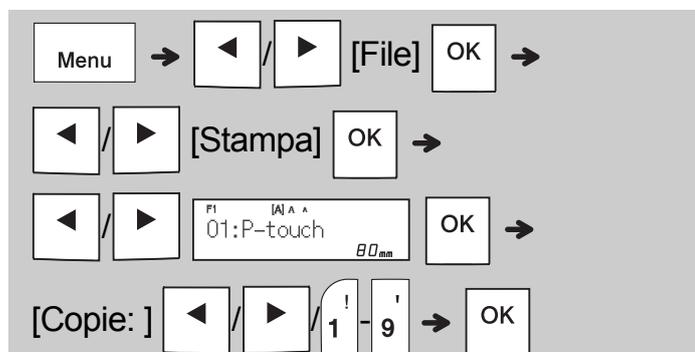 Menu → ◀/▶ [File] OK →
◀/▶ [Stampa] OK →
◀/▶ F1 [A] A A 01:P-touch 80mm OK →
[Copie: ] ◀/▶/! 1-' 9 → OK